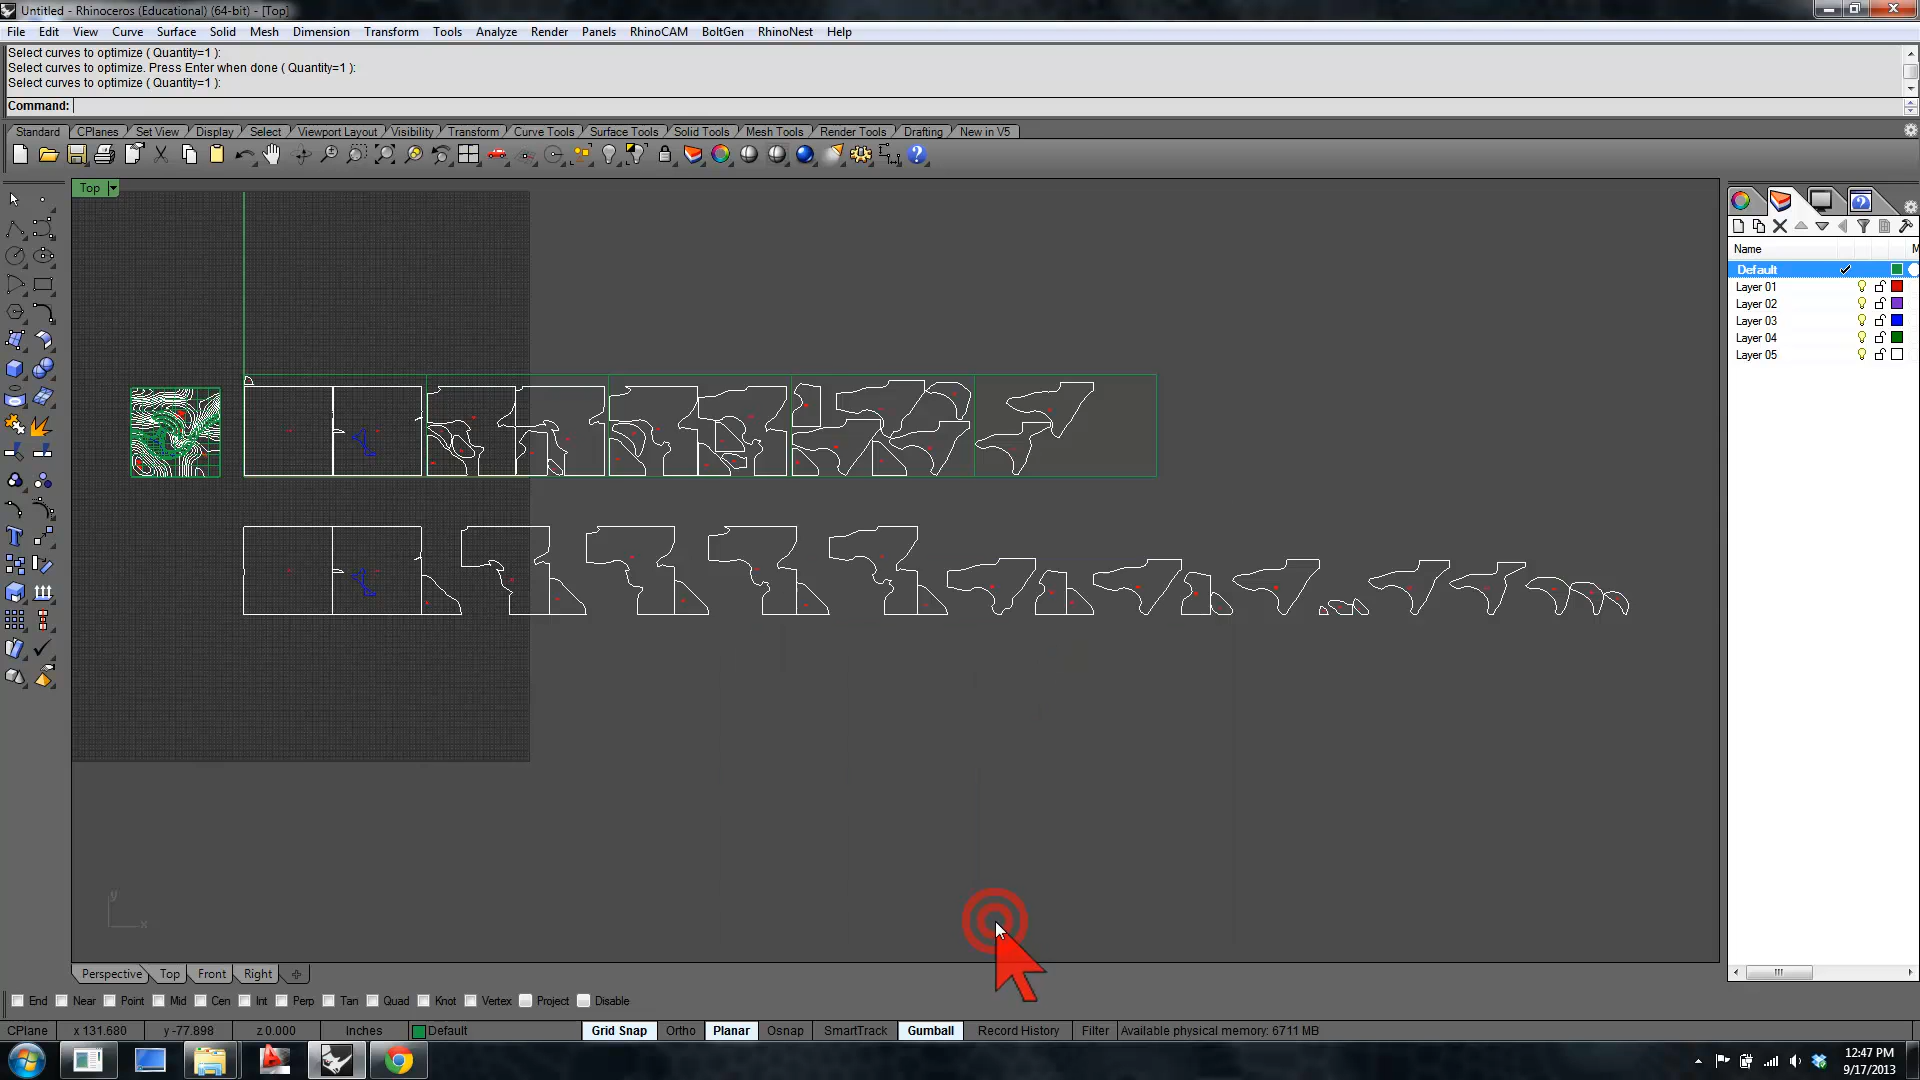 Untitled - Rhinoceros (Educational) (64-bit) - [Top]
File Edit View Curve Surface Solid Mesh Dimension Transform Tools Analyze Render Panels RhinoCAM BoltGen RhinoNest Help
Select curves to optimize ( Quantity=1 ):
Select curves to optimize. Press Enter when done ( Quantity=1 ):
Select curves to optimize ( Quantity=1 ):
Command:
Standard CPlanes Set View Display Select Viewport Layout Visibility Transform Curve Tools Surface Tools Solid Tools Mesh Tools Render Tools Drafting New in V5
Top
Name M
Default
Layer 01
Layer 02
Layer 03
Layer 04
Layer 05
y
x
Perspective Top Front Right
End Near Point Mid Cen Int Perp Tan Quad Knot Vertex Project Disable
CPlane x 131.680 y -77.898 z 0.000 Inches Default Grid Snap Ortho Planar Osnap SmartTrack Gumball Record History Filter Available physical memory: 6711 MB
12:47 PM
9/17/2013